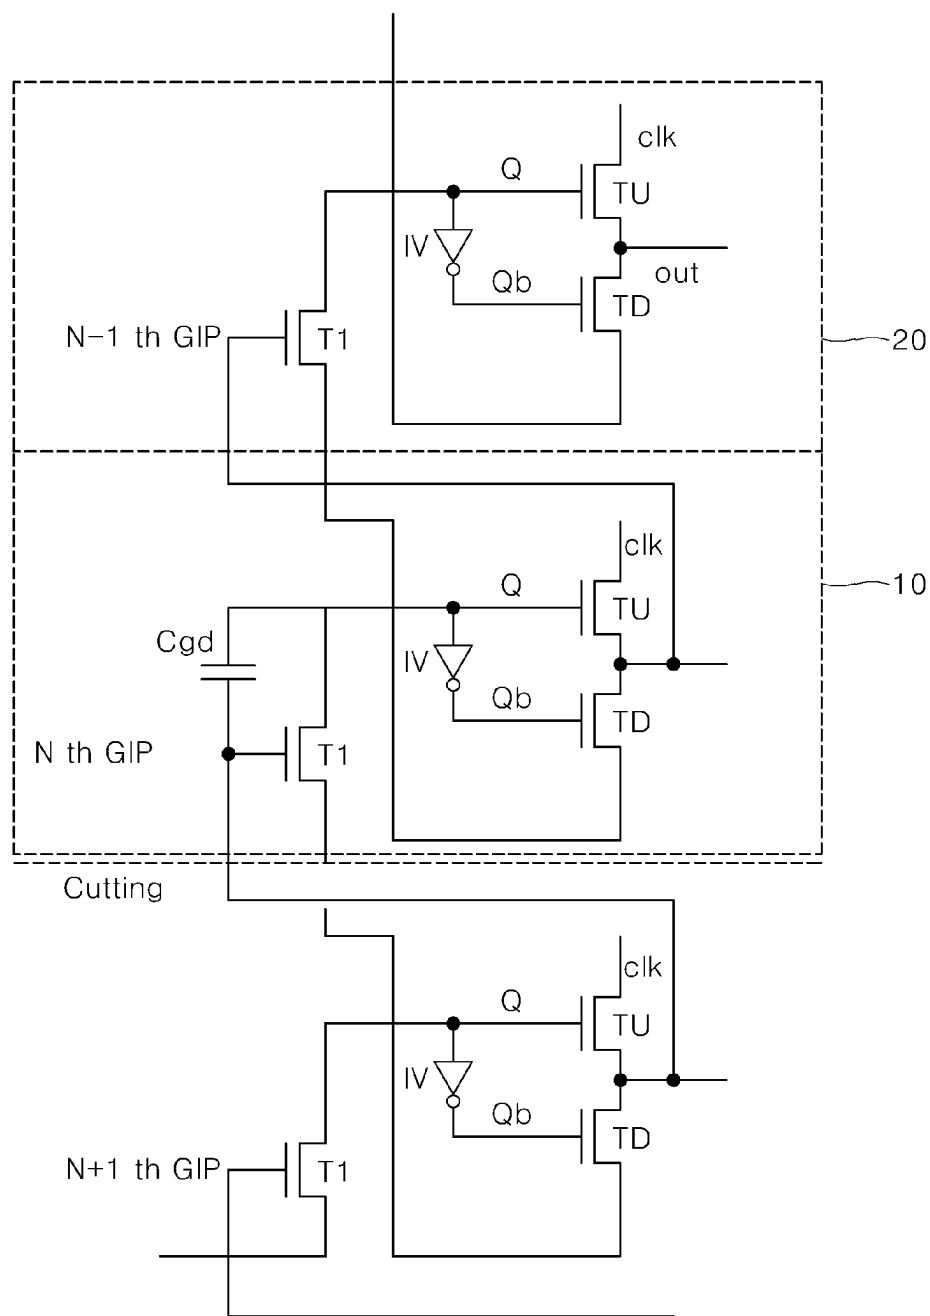 clk
Q
TU
IV
out
Qb
TD
N-1 th GIP
T1
20
clk
10
Q
TU
Cgd
IV
Qb
TD
N th GIP
T1
Cutting
clk
Q
TU
IV
Qb
TD
N+1 th GIP
T1